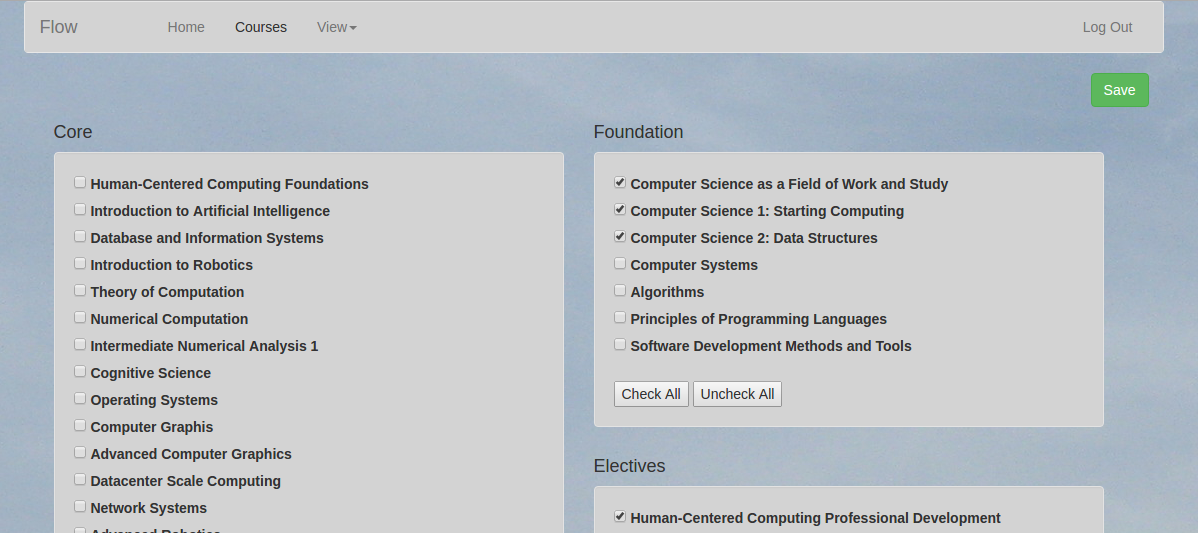 Flow Home Courses View Log Out
Save
Core
Human-Centered Computing Foundations
Introduction to Artificial Intelligence
Database and Information Systems
Introduction to Robotics
Theory of Computation
Numerical Computation
Intermediate Numerical Analysis 1
Cognitive Science
Operating Systems
Computer Graphis
Advanced Computer Graphics
Datacenter Scale Computing
Network Systems
Advanced Robotics
Foundation
Computer Science as a Field of Work and Study
Computer Science 1: Starting Computing
Computer Science 2: Data Structures
Computer Systems
Algorithms
Principles of Programming Languages
Software Development Methods and Tools
Check All Uncheck All
Electives
Human-Centered Computing Professional Development